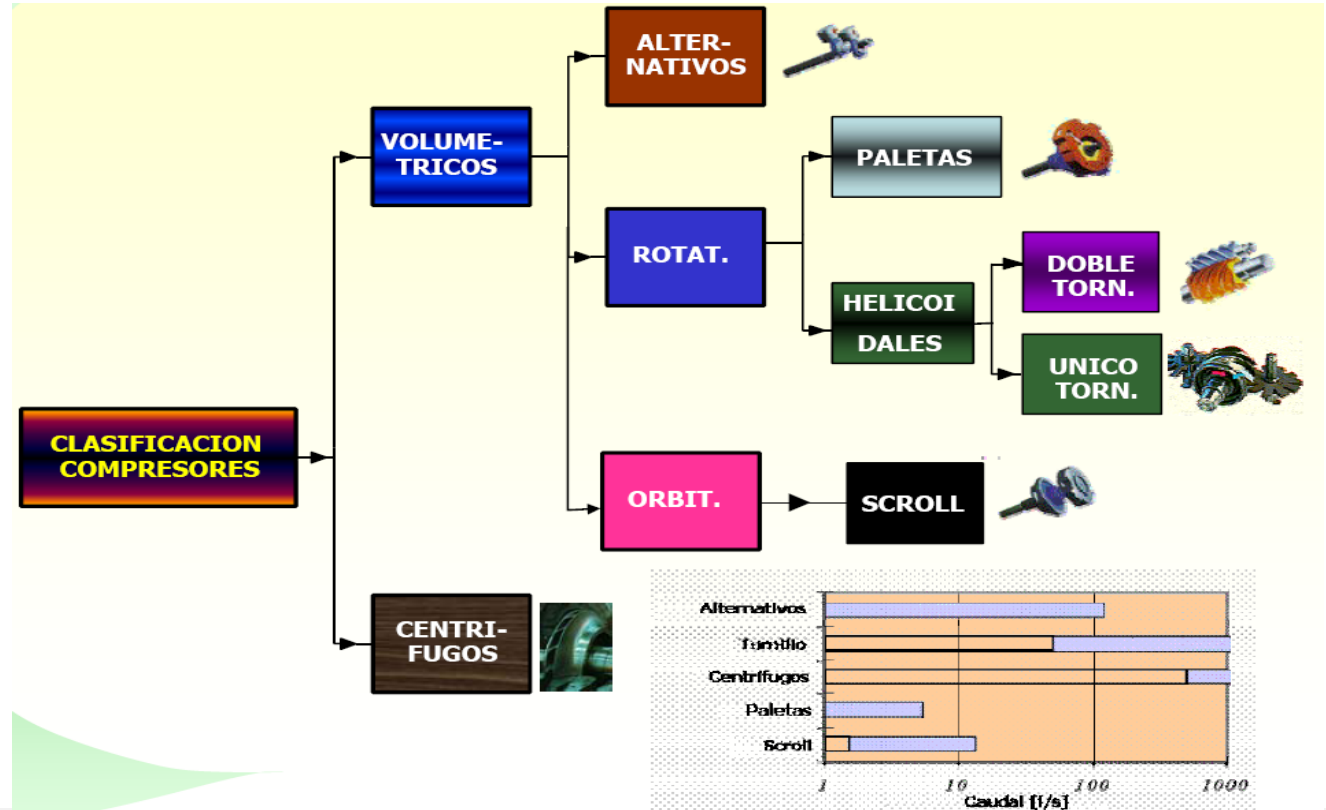 ALTER-
NATIVOS
VOLUME-
TRICOS
PALETAS
ROTAT.
DOBLE
TORN.
HELICOI
DALES
UNICO
TORN.
CLASIFICACION
COMPRESORES
ORBIT.
SCROLL
CENTRI-
FUGOS
Alternativos
Tornillo
Centrífugos
Paletas
Scroll
1 10 100 1000
Caudal [l/s]